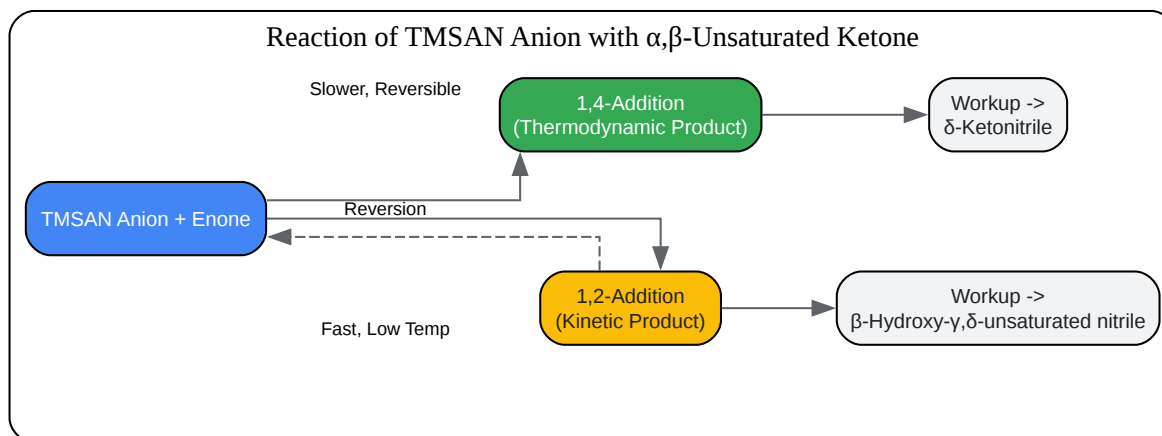 Reaction of TMSAN Anion with α,β-Unsaturated Ketone
Slower, Reversible
1,4-Addition
(Thermodynamic Product)
Workup ->
δ-Ketonitrile
TMSAN Anion + Enone
Reversion
1,2-Addition
(Kinetic Product)
Workup ->
β-Hydroxy-γ,δ-unsaturated nitrile
Fast, Low Temp